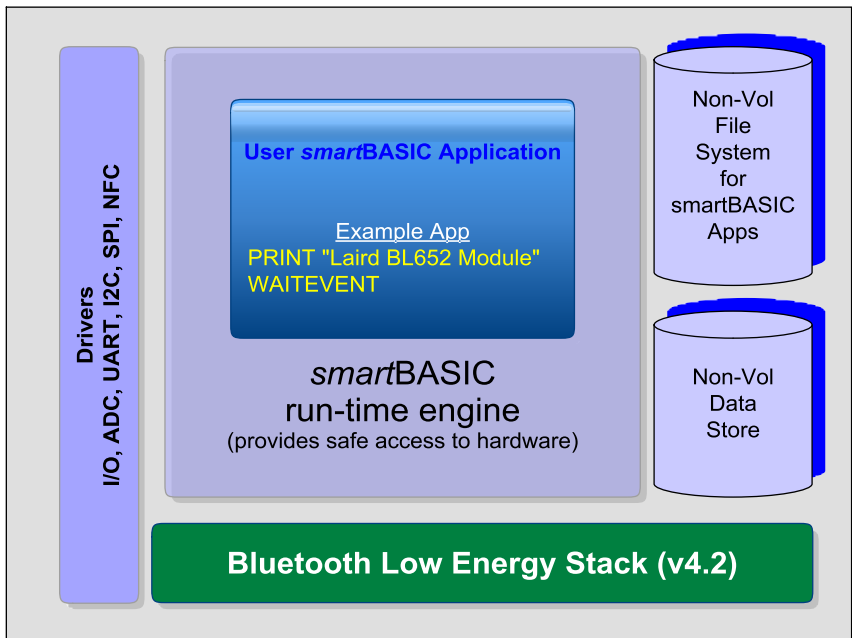 Drivers
I/O, ADC, UART, I2C, SPI, NFC
User smartBASIC Application
Example App
PRINT "Laird BL652 Module"
WAITEVENT
smartBASIC
run-time engine
(provides safe access to hardware)
Non-Vol
File
System
for
smartBASIC
Apps
Non-Vol
Data
Store
Bluetooth Low Energy Stack (v4.2)